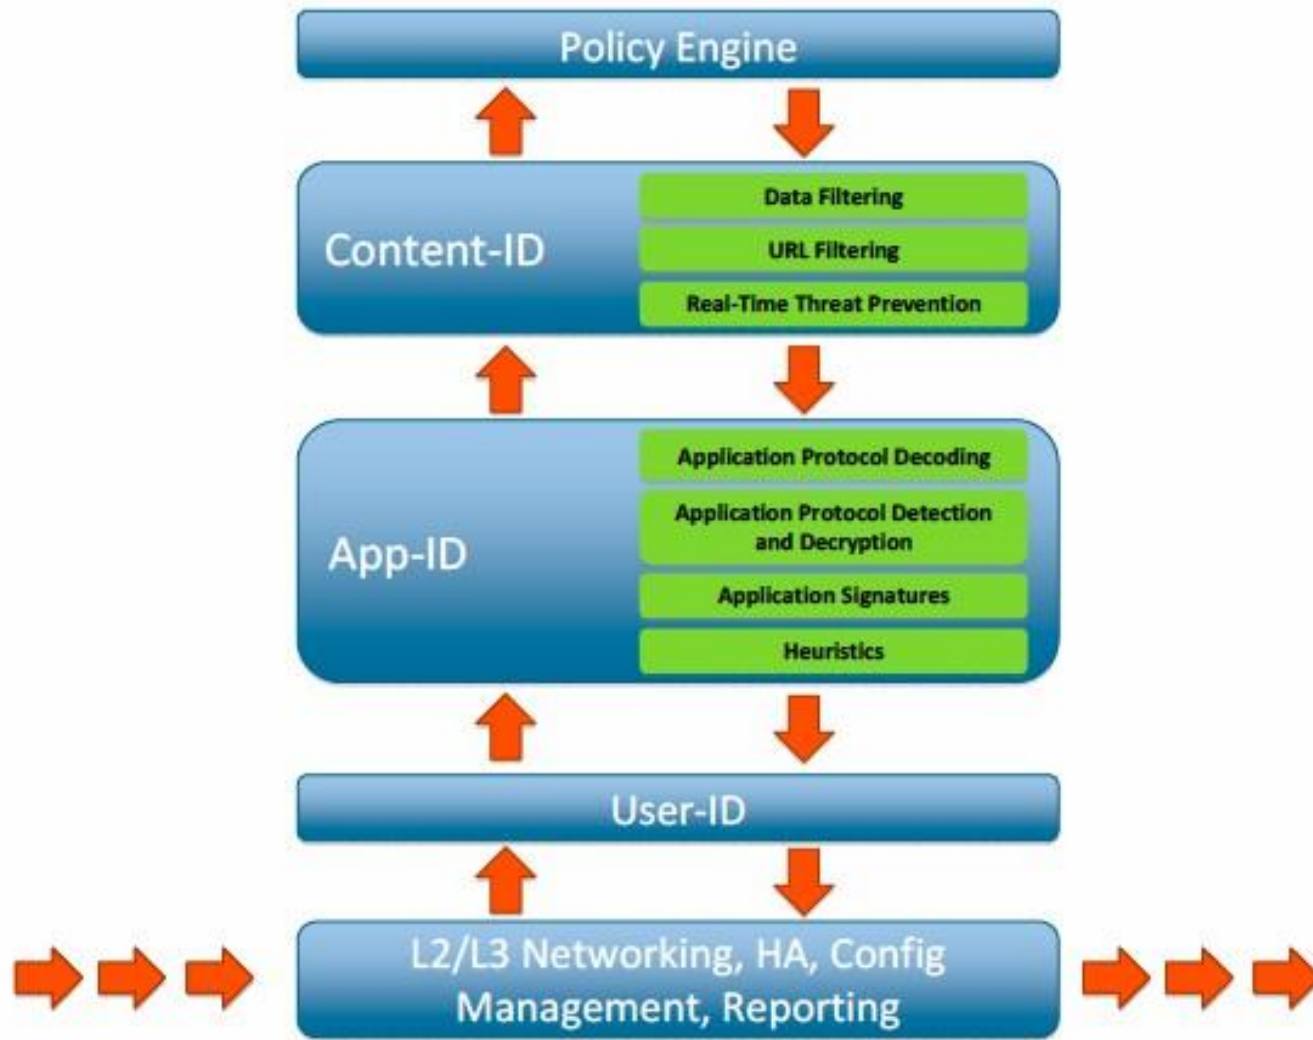 Policy Engine
Content-ID
Data Filtering
URL Filtering
Real-Time Threat Prevention
App-ID
Application Protocol Decoding
Application Protocol Detection
and Decryption
Application Signatures
Heuristics
User-ID
L2/L3 Networking, HA, Config
Management, Reporting